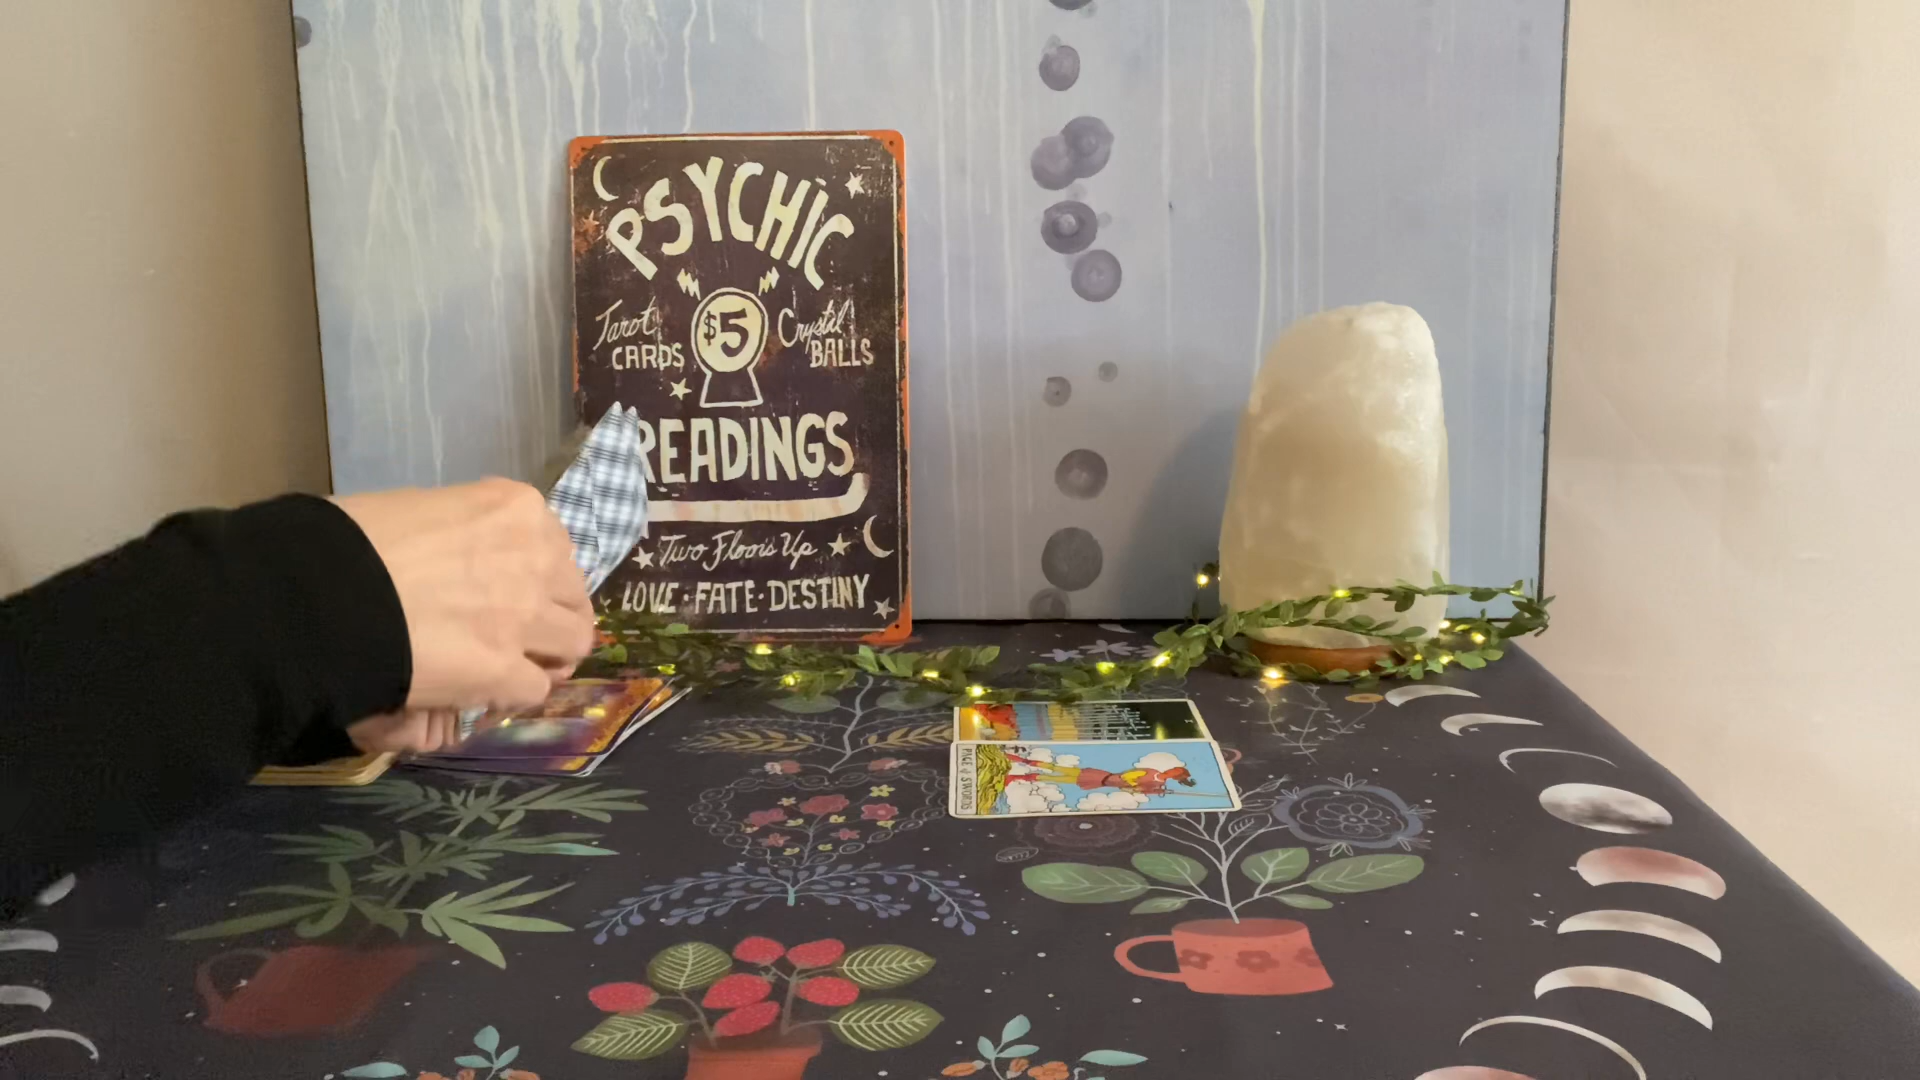 PSYCHIC
Tarot CARDS
$5
Crystal BALLS
READINGS
Two Floors Up
LOVE · FATE · DESTINY
PAGE of SWORDS
X